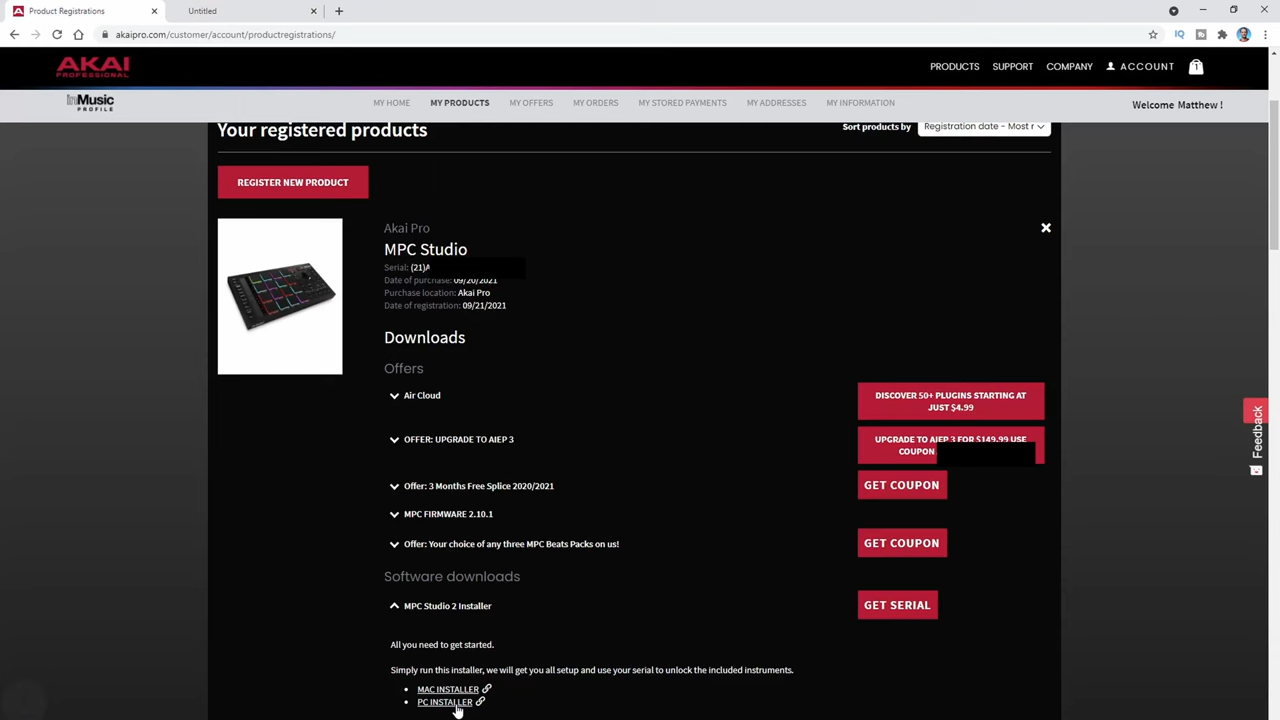 Product Registrations
Untitled
akaipro.com/customer/account/productregistrations/
IQ
AKAI
PROFESSIONAL
PRODUCTS SUPPORT COMPANY ACCOUNT 1
inMusic
PROFILE
MY HOME MY PRODUCTS MY OFFERS MY ORDERS MY STORED PAYMENTS MY ADDRESSES MY INFORMATION
Welcome Matthew !
Your registered products
Sort products by Registration date - Most r
REGISTER NEW PRODUCT
Akai Pro
MPC Studio
Serial: (21)A
Date of purchase: 09/20/2021
Purchase location: Akai Pro
Date of registration: 09/21/2021
Downloads
Offers
Air Cloud
DISCOVER 50+ PLUGINS STARTING AT
JUST $4.99
OFFER: UPGRADE TO AIEP 3
UPGRADE TO AIEP 3 FOR $149.99 USE
COUPON
Offer: 3 Months Free Splice 2020/2021
GET COUPON
MPC FIRMWARE 2.10.1
Offer: Your choice of any three MPC Beats Packs on us!
GET COUPON
Software downloads
MPC Studio 2 Installer
GET SERIAL
All you need to get started.
Simply run this installer, we will get you all setup and use your serial to unlock the included instruments.
• MAC INSTALLER
• PC INSTALLER
Feedback